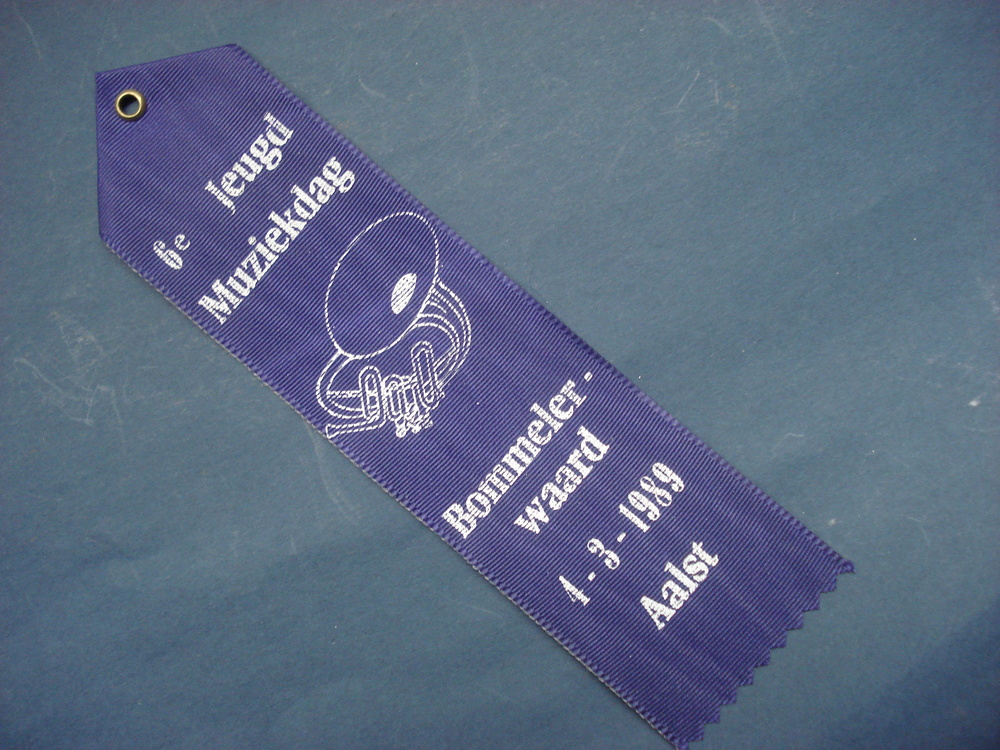 6e Jeugd
Muziekdag
Bommeler-
waard
4-3-1989
Aalst